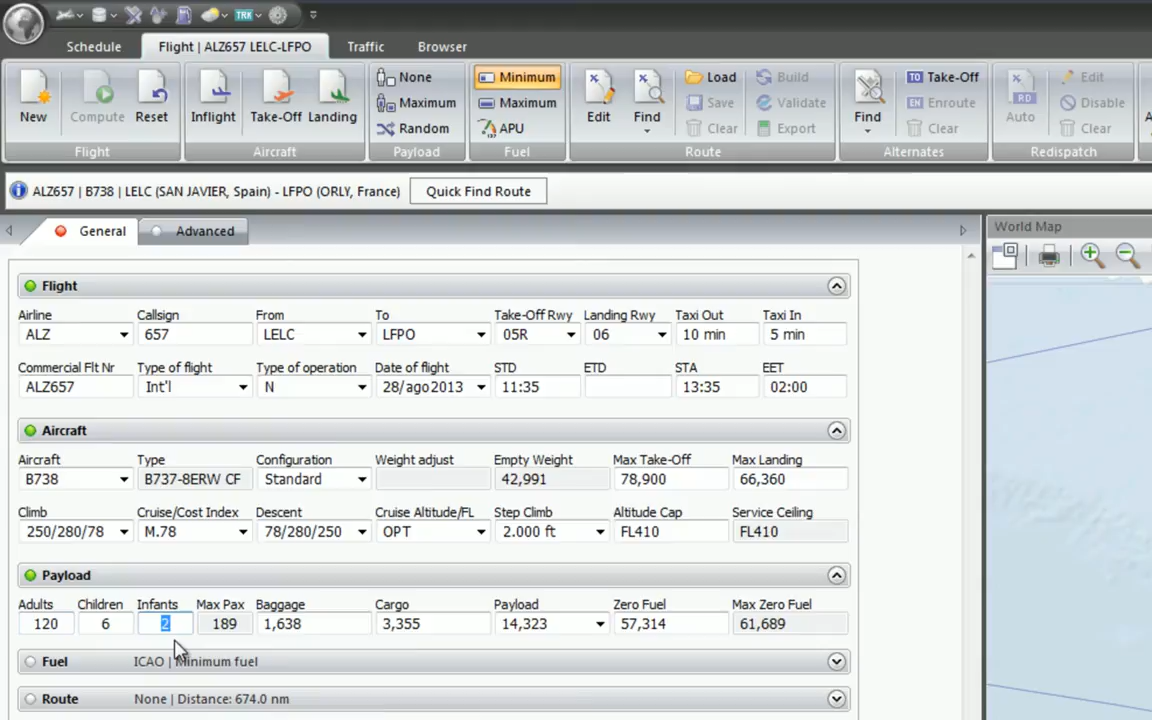 TRK
Schedule Flight | ALZ657 LELC-LFPO Traffic Browser
New Compute Reset Inflight Take-Off Landing
None Maximum Random
Minimum Maximum APU
Edit Find Load Save Clear Build Validate Export
Find TO Take-Off EN Enroute Clear
RD Auto Edit Disable Clear
Flight Aircraft Payload Fuel Route Alternates Redispatch
ALZ657 | B738 | LELC (SAN JAVIER, Spain) - LFPO (ORLY, France) Quick Find Route
General Advanced World Map
Flight
Airline Callsign From To Take-Off Rwy Landing Rwy Taxi Out Taxi In
ALZ 657 LELC LFPO 05R 06 10 min 5 min
Commercial Flt Nr Type of flight Type of operation Date of flight STD ETD STA EET
ALZ657 Int'l N 28/ago2013 11:35 13:35 02:00
Aircraft
Aircraft Type Configuration Weight adjust Empty Weight Max Take-Off Max Landing
B738 B737-8ERW CF Standard 42,991 78,900 66,360
Climb Cruise/Cost Index Descent Cruise Altitude/FL Step Climb Altitude Cap Service Ceiling
250/280/78 M.78 78/280/250 OPT 2.000 ft FL410 FL410
Payload
Adults Children Infants Max Pax Baggage Cargo Payload Zero Fuel Max Zero Fuel
120 6 2 189 1,638 3,355 14,323 57,314 61,689
Fuel ICAO | Minimum fuel
Route None | Distance: 674.0 nm